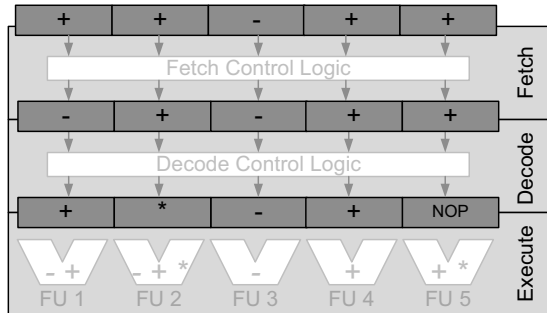 + + - + +
Fetch Control Logic
Fetch
- + - + +
Decode Control Logic
Decode
+ * - + NOP
- + - + * - + + *
FU 1 FU 2 FU 3 FU 4 FU 5
Execute